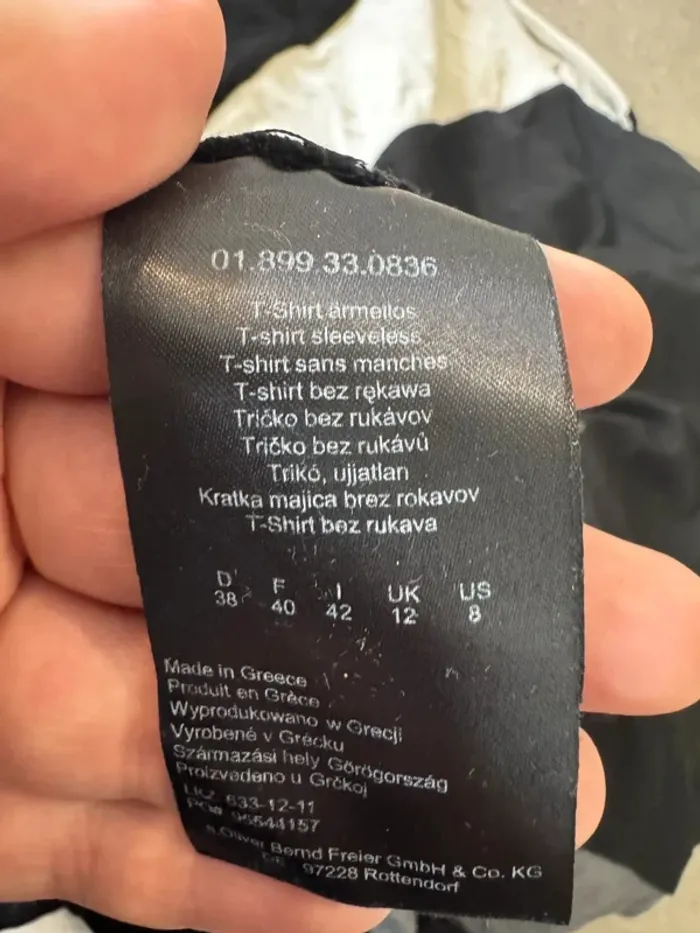 01.899.33.0836
T-Shirt ärmellos
T-shirt sleeveless
T-shirt sans manches
T-shirt bez rękawa
Tričko bez rukávov
Tričko bez rukávů
Trikó, ujjatlan
Kratka majica brez rokavov
T-Shirt bez rukava
D F I UK US
38 40 42 12 8
Made in Greece
Produit en Grèce
Wyprodukowano w Grecji
Vyrobené v Grécku
Származási hely Görögország
Proizvedeno u Grčkoj
633-12-11
PO# 96544157
s.Oliver Bernd Freier GmbH & Co. KG
97228 Rottendorf